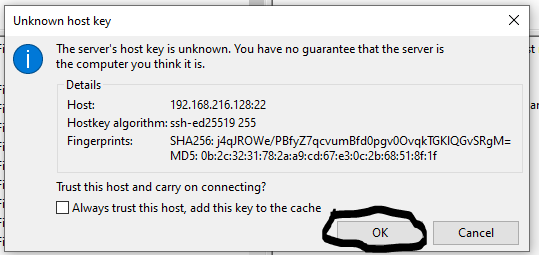 Unknown host key
The server's host key is unknown. You have no guarantee that the server is
the computer you think it is.
Details
Host: 192.168.216.128:22
Hostkey algorithm: ssh-ed25519 255
Fingerprints: SHA256: j4qJROWe/PBfyZ7qcvumBfd0pgv0OvqkTGKlQGvSRgM=
MD5: 0b:2c:32:31:78:2a:a9:cd:67:e3:0c:2b:68:51:8f:1f
Trust this host and carry on connecting?
Always trust this host, add this key to the cache
OK Cancel